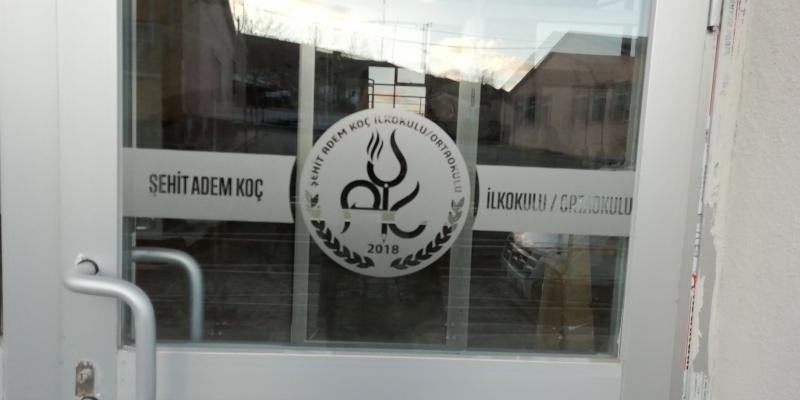 ŞEHİT ADEM KOÇ İLKOKULU/ORTAOKULU
ŞEHİT ADEM KOÇ
İLKOKULU / ORTAOKULU
2018